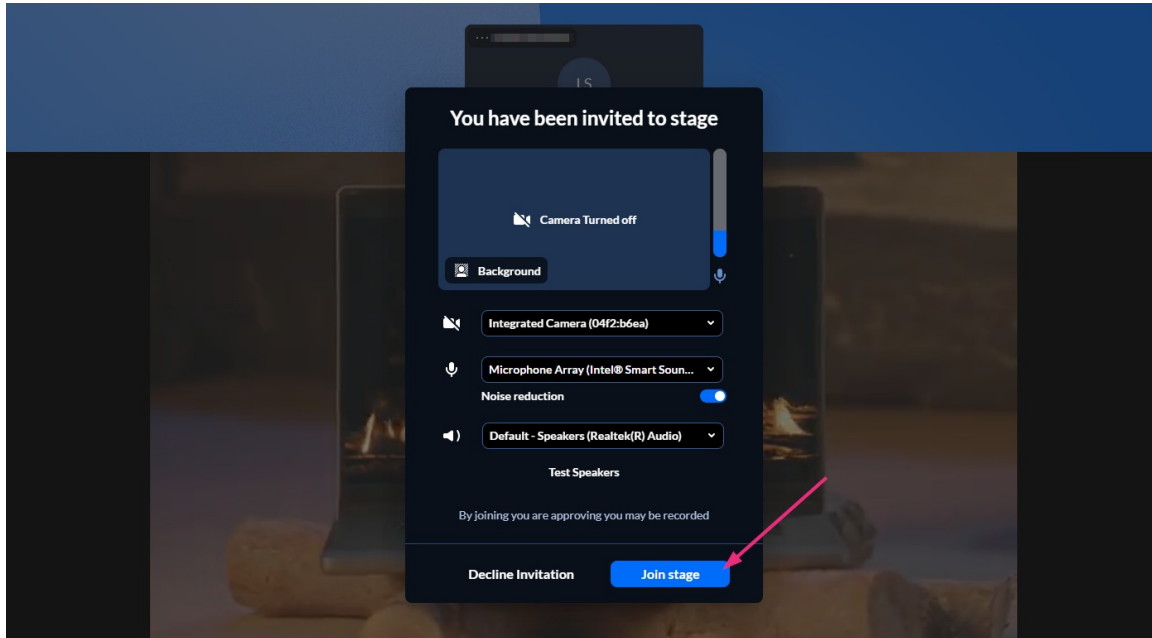 LS
You have been invited to stage
Camera Turned off
Background
Integrated Camera (04f2:b6ea)
Microphone Array (Intel® Smart Soun...
Noise reduction
Default - Speakers (Realtek(R) Audio)
Test Speakers
By joining you are approving you may be recorded
Decline Invitation
Join stage